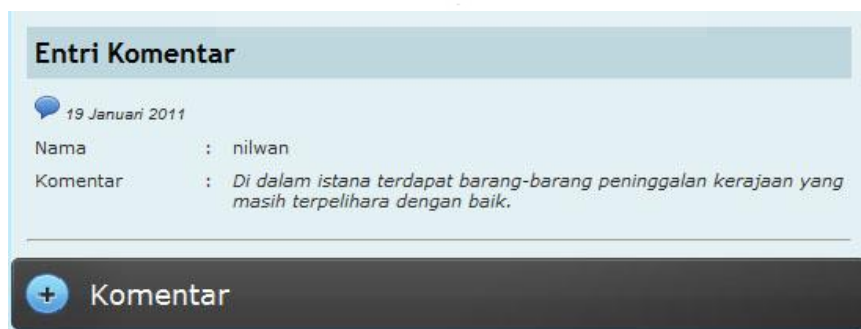 Entri Komentar
19 Januari 2011
Nama : nilwan
Komentar : Di dalam istana terdapat barang-barang peninggalan kerajaan yang
masih terpelihara dengan baik.
Komentar